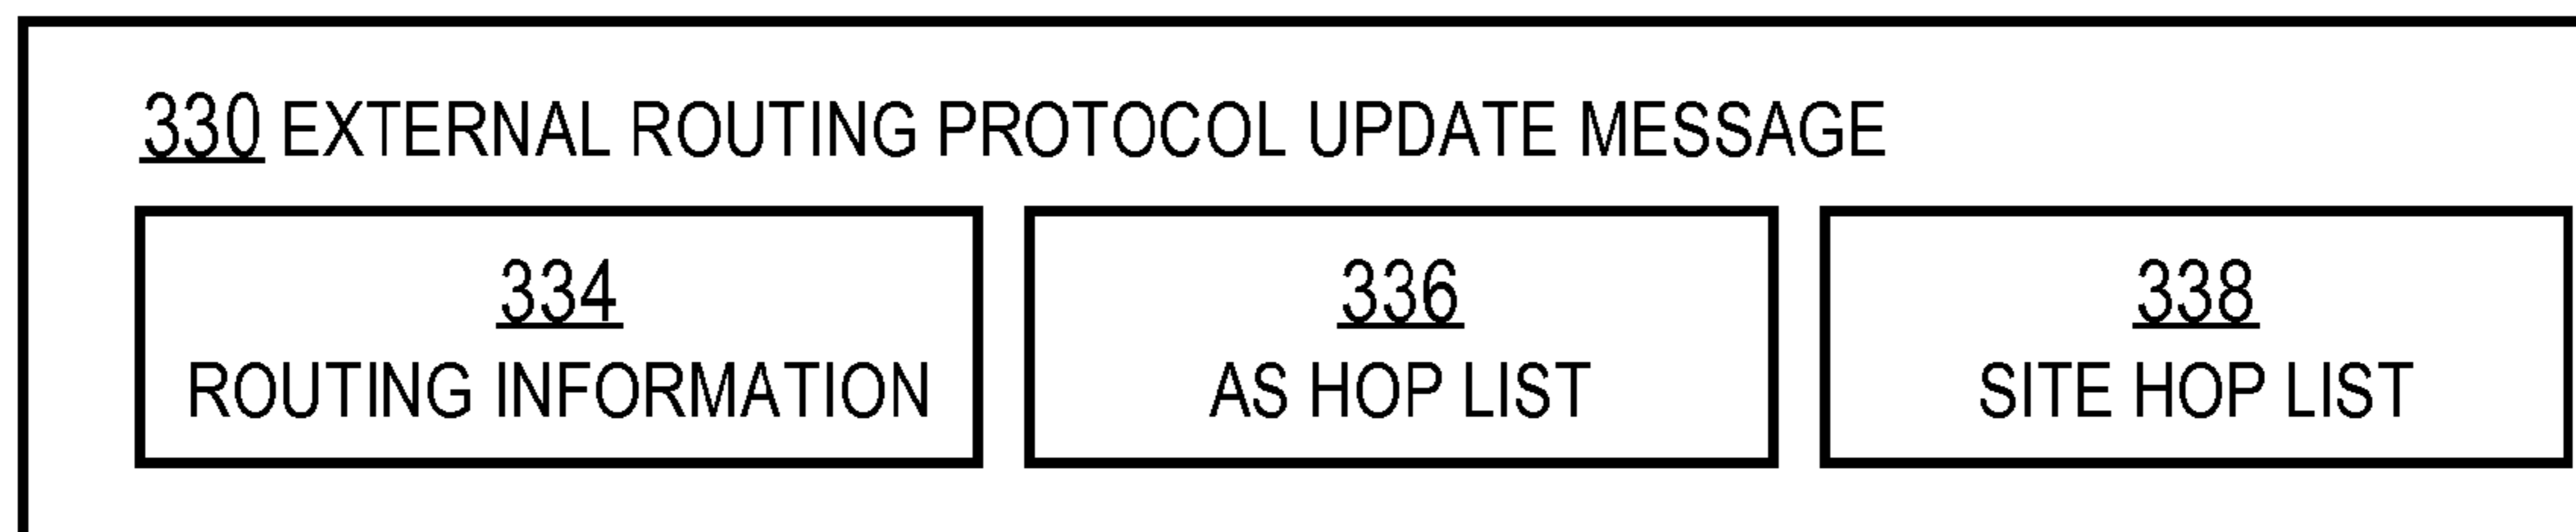 330 EXTERNAL ROUTING PROTOCOL UPDATE MESSAGE
334
ROUTING INFORMATION
336
AS HOP LIST
338
SITE HOP LIST